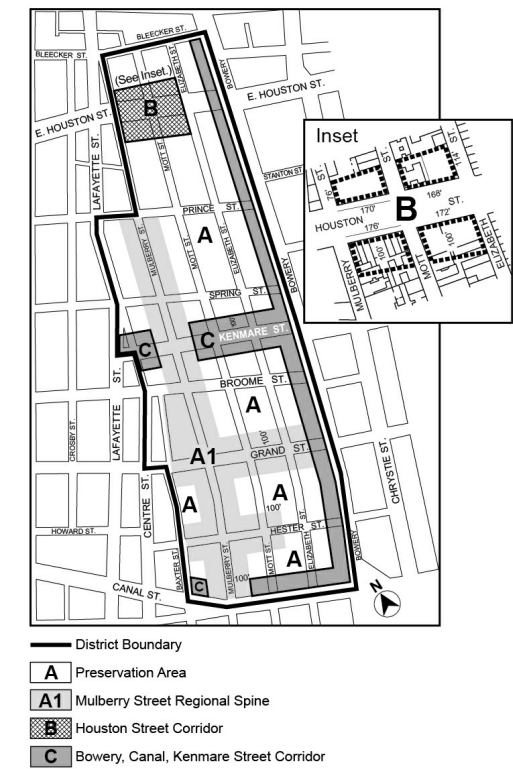 BLEECKER ST.
BLEECKER ST.
(See Inset.)
ELIZABETH ST.
BOWERY
B
E. HOUSTON ST.
E. HOUSTON ST.
LAFAYETTE ST.
MOTT ST.
STANTON ST.
PRINCE ST.
MULBERRY ST.
MOTT ST.
A
ELIZABETH ST.
BOWERY
SPRING ST.
100'
C
C
KENMARE ST.
BROOME ST.
LAFAYETTE ST.
CROSBY ST.
A
100'
GRAND ST.
A1
CHRYSTIE ST.
CENTRE ST.
A
A
100'
HOWARD ST.
HESTER ST.
BAXTER ST.
MULBERRY ST.
MOTT ST.
ELIZABETH ST.
A
BOWERY
CANAL ST.
C
100'
N
Inset
ST.
ST.
76'
14'
170'
168'
HOUSTON
B
ST.
176'
172'
100'
100'
MULBERRY
MOTT
ELIZABETH
District Boundary
A Preservation Area
A1 Mulberry Street Regional Spine
B Houston Street Corridor
C Bowery, Canal, Kenmare Street Corridor